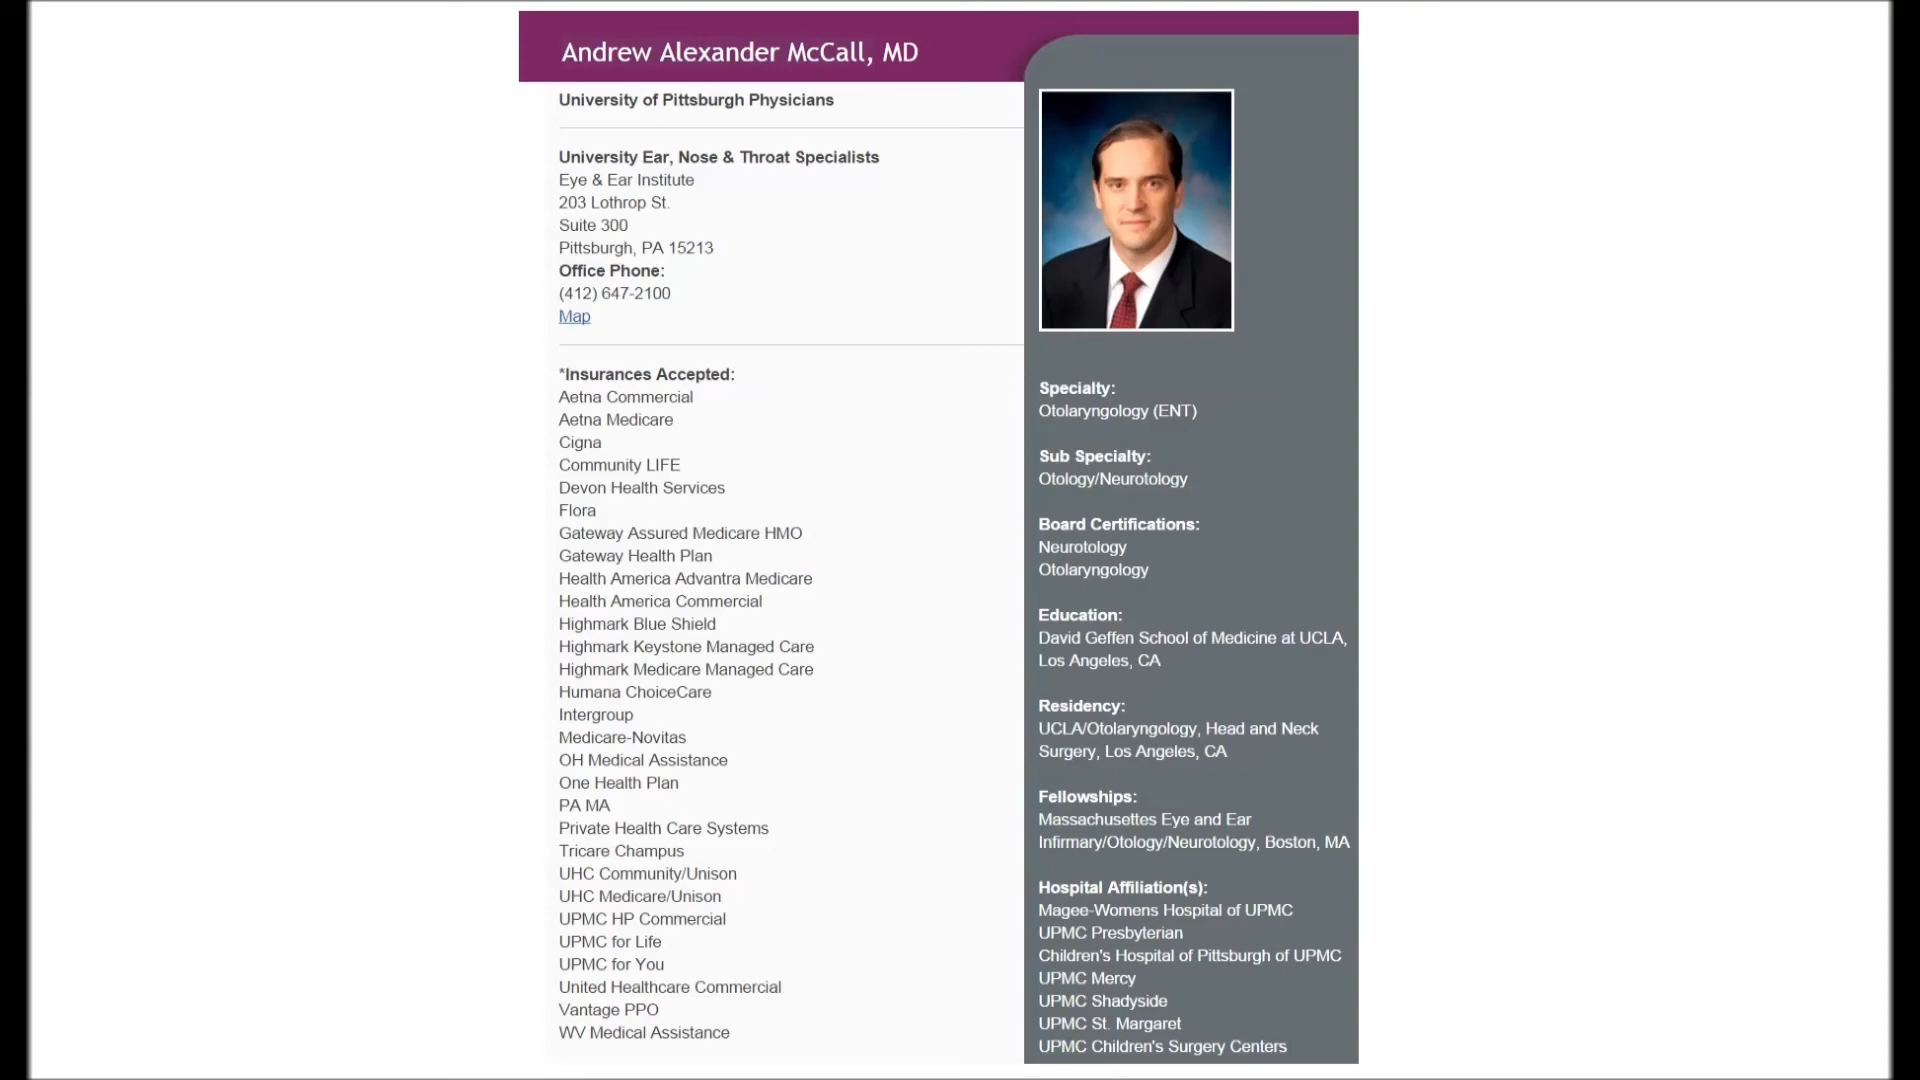 Andrew Alexander McCall, MD
University of Pittsburgh Physicians
University Ear, Nose & Throat Specialists
Eye & Ear Institute
203 Lothrop St.
Suite 300
Pittsburgh, PA 15213
Office Phone:
(412) 647-2100
Map
*Insurances Accepted:
Aetna Commercial
Aetna Medicare
Cigna
Community LIFE
Devon Health Services
Flora
Gateway Assured Medicare HMO
Gateway Health Plan
Health America Advantra Medicare
Health America Commercial
Highmark Blue Shield
Highmark Keystone Managed Care
Highmark Medicare Managed Care
Humana ChoiceCare
Intergroup
Medicare-Novitas
OH Medical Assistance
One Health Plan
PA MA
Private Health Care Systems
Tricare Champus
UHC Community/Unison
UHC Medicare/Unison
UPMC HP Commercial
UPMC for Life
UPMC for You
United Healthcare Commercial
Vantage PPO
WV Medical Assistance
Specialty:
Otolaryngology (ENT)
Sub Specialty:
Otology/Neurotology
Board Certifications:
Neurotology
Otolaryngology
Education:
David Geffen School of Medicine at UCLA,
Los Angeles, CA
Residency:
UCLA/Otolaryngology, Head and Neck
Surgery, Los Angeles, CA
Fellowships:
Massachusettes Eye and Ear
Infirmary/Otology/Neurotology, Boston, MA
Hospital Affiliation(s):
Magee-Womens Hospital of UPMC
UPMC Presbyterian
Children's Hospital of Pittsburgh of UPMC
UPMC Mercy
UPMC Shadyside
UPMC St. Margaret
UPMC Children's Surgery Centers